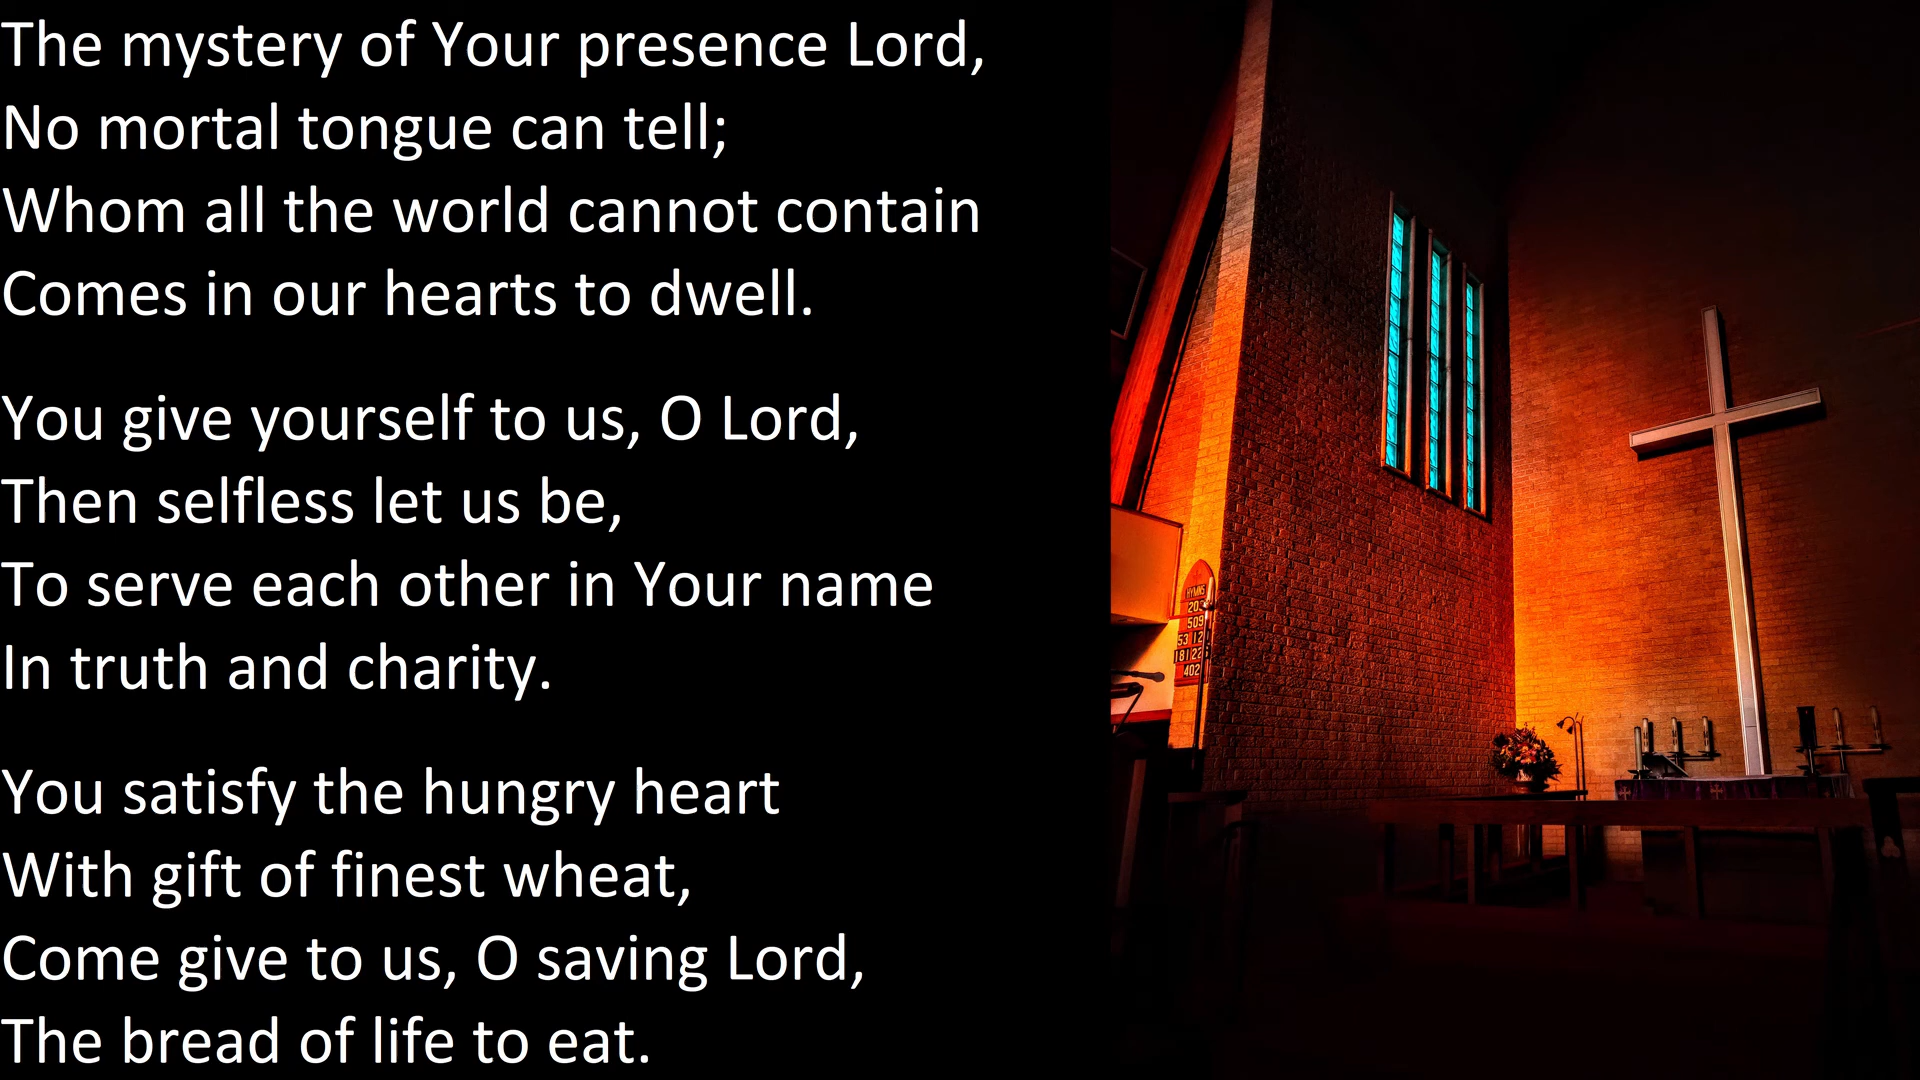 The mystery of Your presence Lord,
No mortal tongue can tell;
Whom all the world cannot contain
Comes in our hearts to dwell.
You give yourself to us, O Lord,
Then selfless let us be,
To serve each other in Your name
In truth and charity.
You satisfy the hungry heart
With gift of finest wheat,
Come give to us, O saving Lord,
The bread of life to eat.
HYMNS
509
402